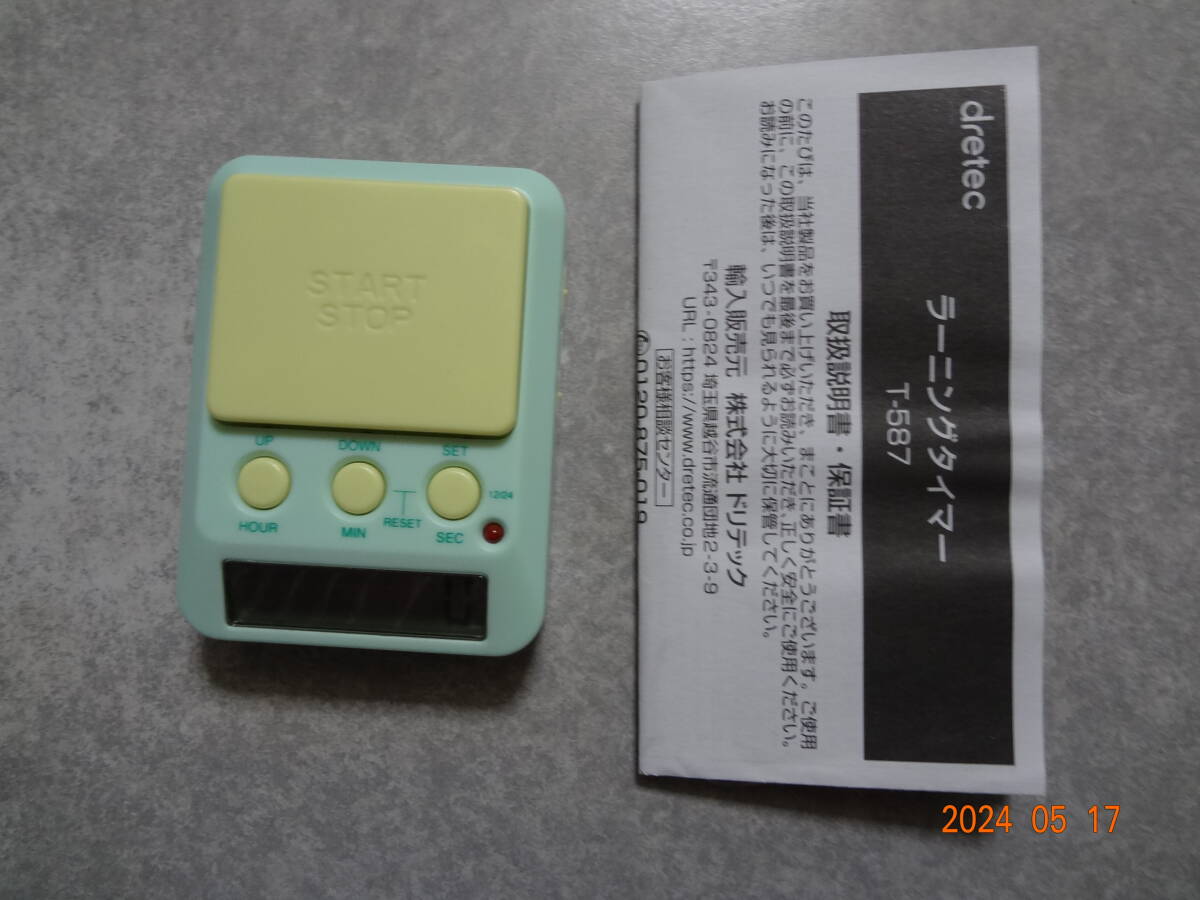 START
STOP
UP
DOWN
SET
12/24
HOUR
MIN
RESET
SEC
dretec
ラーニングタイマー
T-587
取扱説明書・保証書
このたびは、当社製品をお買い上げいただき、まことにありがとうございます。ご使用
の前に、この取扱説明書を最後まで必ずお読みいただき、正しく安全にご使用ください。
お読みになった後は、いつでも見られるように大切に保管してください。
輸入販売元 株式会社 ドリテック
〒343-0824 埼玉県越谷市流通団地2-3-9
URL:https://www.dretec.co.jp
お客様相談センター
0120-875-019
2024 05 17